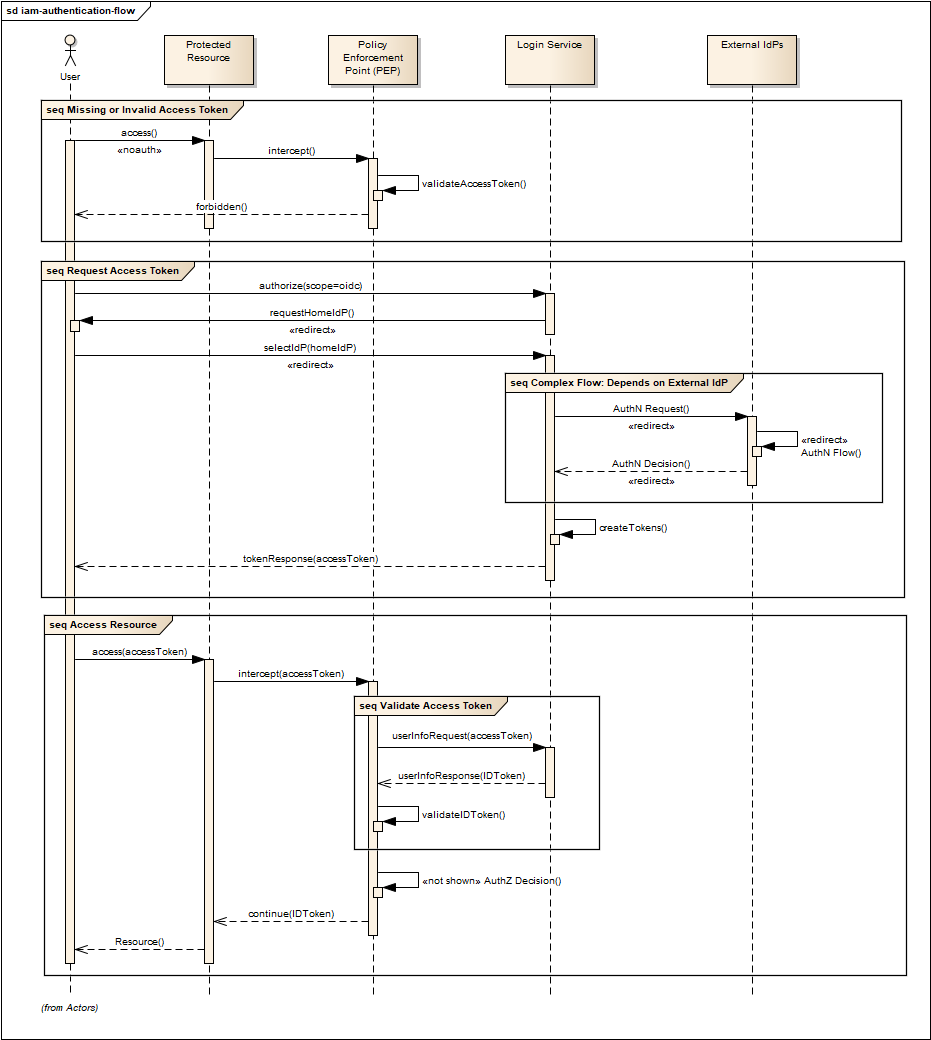 sd iam-authentication-flow
User
Protected
Resource
Policy
Enforcement
Point (PEP)
Login Service
External IdPs
seq Missing or Invalid Access Token
access()
«noauth»
intercept()
validateAccessToken()
forbidden()
seq Request Access Token
authorize(scope=oidc)
requestHomeIdP()
«redirect»
selectIdP(homeIdP)
«redirect»
seq Complex Flow: Depends on External IdP
AuthN Request()
«redirect»
«redirect»
AuthN Flow()
AuthN Decision()
«redirect»
createTokens()
tokenResponse(accessToken)
seq Access Resource
access(accessToken)
intercept(accessToken)
seq Validate Access Token
userInfoRequest(accessToken)
userInfoResponse(IDToken)
validateIDToken()
«not shown» AuthZ Decision()
continue(IDToken)
Resource()
(from Actors)